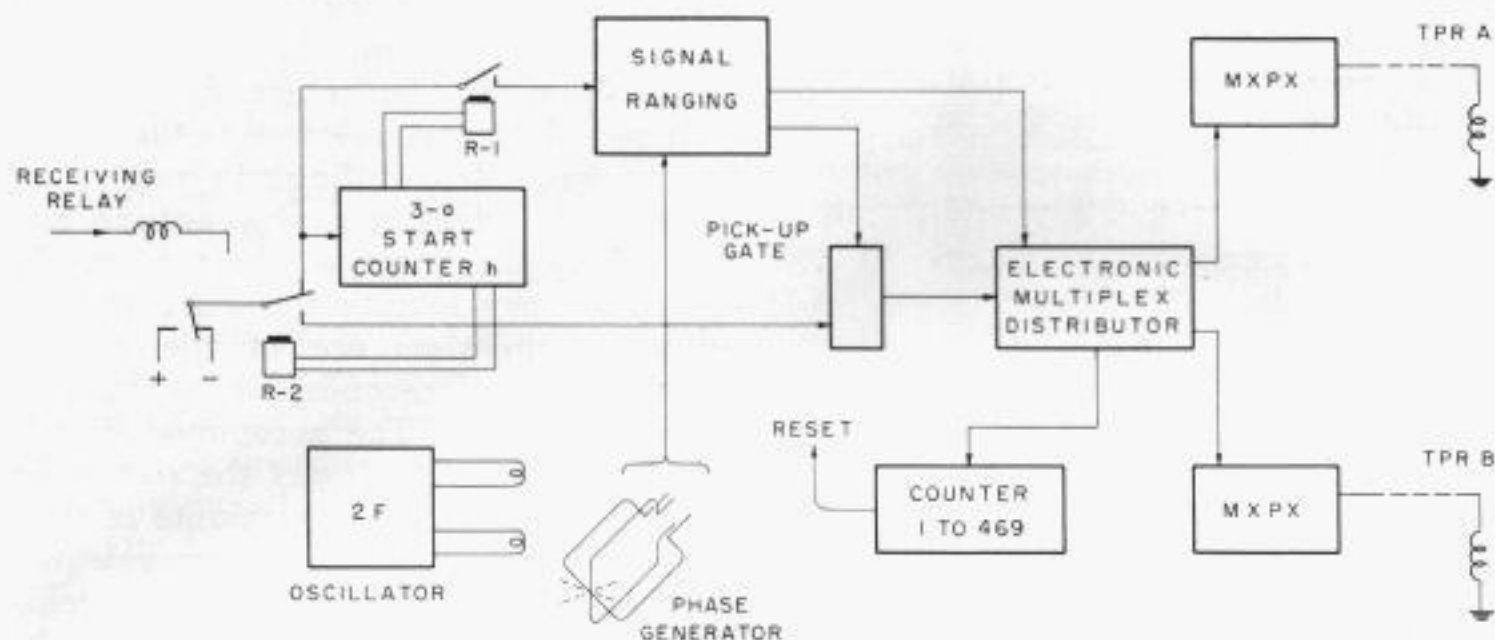 SIGNAL
RANGING
MXPX
TPR A
R-1
RECEIVING
RELAY
3-a
START
COUNTER h
PICK-UP
GATE
ELECTRONIC
MULTIPLEX
DISTRIBUTOR
+ -
R-2
RESET
2F
OSCILLATOR
PHASE
GENERATOR
COUNTER
1 TO 469
MXPX
TPR B